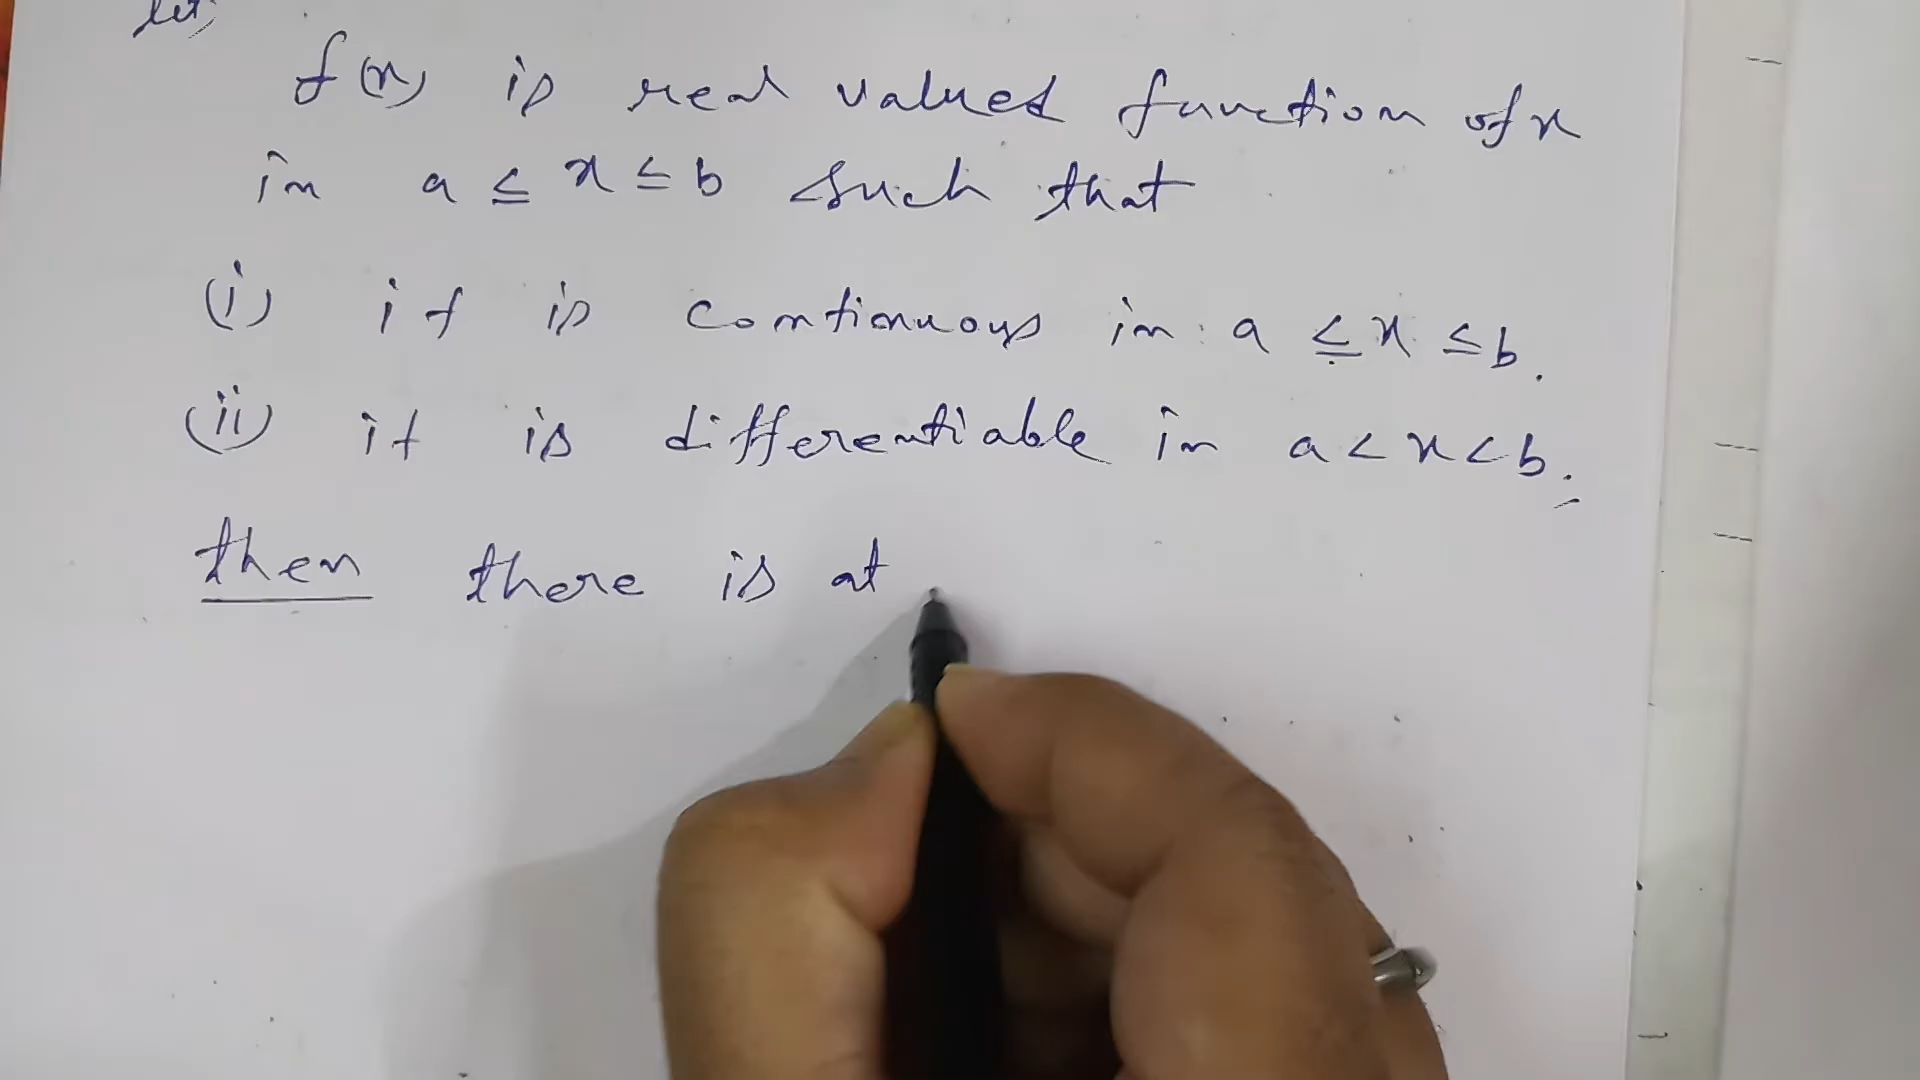 let,
f(x) is real valued function of x
in a ≤ x ≤ b such that
(i) it is continuous in a ≤ x ≤ b.
(ii) it is differentiable in a < x < b.
then there is at